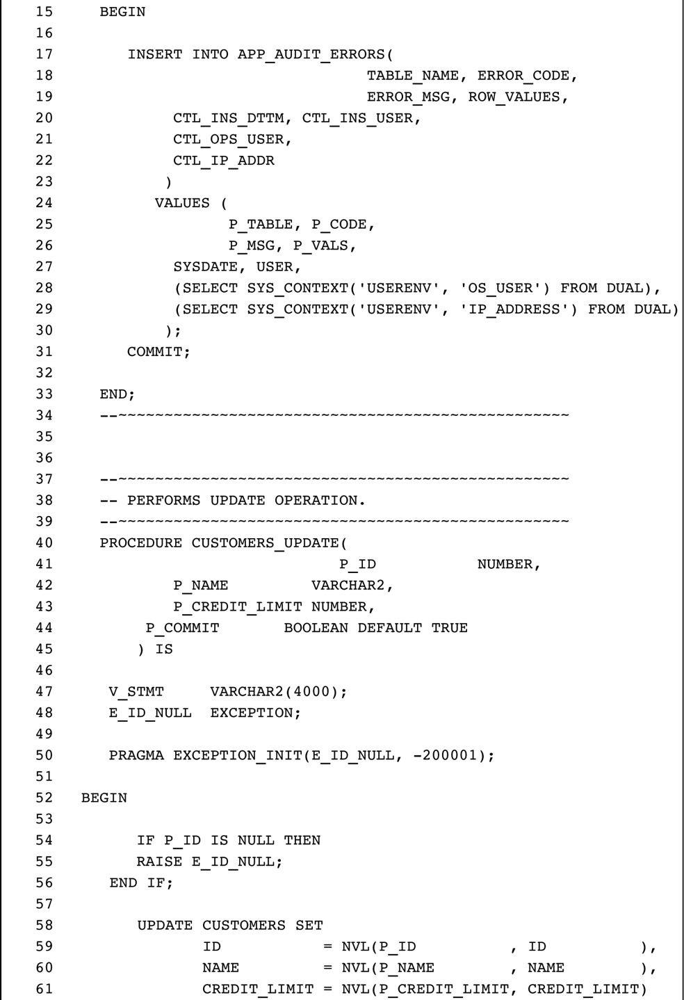 15 BEGIN
16
17 INSERT INTO APP_AUDIT_ERRORS(
18 TABLE_NAME, ERROR_CODE,
19 ERROR_MSG, ROW_VALUES,
20 CTL_INS_DTTM, CTL_INS_USER,
21 CTL_OPS_USER,
22 CTL_IP_ADDR
23 )
24 VALUES (
25 P_TABLE, P_CODE,
26 P_MSG, P_VALS,
27 SYSDATE, USER,
28 (SELECT SYS_CONTEXT('USERENV', 'OS_USER') FROM DUAL),
29 (SELECT SYS_CONTEXT('USERENV', 'IP_ADDRESS') FROM DUAL)
30 );
31 COMMIT;
32
33 END;
34 --~~~~~~~~~~~~~~~~~~~~~~~~~~~~~~~~~~~~~~~~~~~~~~~~~
35
36
37 --~~~~~~~~~~~~~~~~~~~~~~~~~~~~~~~~~~~~~~~~~~~~~~~~~
38 -- PERFORMS UPDATE OPERATION.
39 --~~~~~~~~~~~~~~~~~~~~~~~~~~~~~~~~~~~~~~~~~~~~~~~~~
40 PROCEDURE CUSTOMERS_UPDATE(
41 P_ID NUMBER,
42 P_NAME VARCHAR2,
43 P_CREDIT_LIMIT NUMBER,
44 P_COMMIT BOOLEAN DEFAULT TRUE
45 ) IS
46
47 V_STMT VARCHAR2(4000);
48 E_ID_NULL EXCEPTION;
49
50 PRAGMA EXCEPTION_INIT(E_ID_NULL, -200001);
51
52 BEGIN
53
54 IF P_ID IS NULL THEN
55 RAISE E_ID_NULL;
56 END IF;
57
58 UPDATE CUSTOMERS SET
59 ID = NVL(P_ID , ID ),
60 NAME = NVL(P_NAME , NAME ),
61 CREDIT_LIMIT = NVL(P_CREDIT_LIMIT, CREDIT_LIMIT)